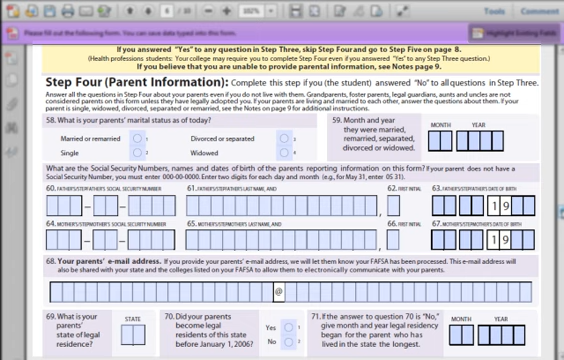 Tools
Comment
Please fill out the following form. You can save data typed into this form.
Highlight Existing Fields
If you answered "Yes" to any question in Step Three, skip Step Four and go to Step Five on page 8.
(Health professions students: Your college may require you to complete Step Four even if you answered "Yes" to any Step Three question.)
If you believe that you are unable to provide parental information, see Notes page 9.
Step Four (Parent Information): Complete this step if you (the student) answered "No" to all questions in Step Three.
Answer all the questions in Step Four about your parents even if you do not live with them. Grandparents, foster parents, legal guardians, aunts and uncles are not
considered parents on this form unless they have legally adopted you. If your parents are living and married to each other, answer the questions about them. If your
parent is single, widowed, divorced, separated or remarried, see the Notes on page 9 for additional instructions.
58. What is your parents' marital status as of today?
Married or remarried 1
Divorced or separated 3
Single 2
Widowed 4
59. Month and year they were married, remarried, separated, divorced or widowed.
MONTH YEAR
What are the Social Security Numbers, names and dates of birth of the parents reporting information on this form? If your parent does not have a
Social Security Number, you must enter 000-00-0000. Enter two digits for each day and month (e.g., for May 31, enter 05 31).
60. FATHER'S/STEPFATHER'S SOCIAL SECURITY NUMBER
61. FATHER'S/STEPFATHER'S LAST NAME, AND
62. FIRST INITIAL
63. FATHER'S/STEPFATHER'S DATE OF BIRTH
– – , 1 9
64. MOTHER'S/STEPMOTHER'S SOCIAL SECURITY NUMBER
65. MOTHER'S/STEPMOTHER'S LAST NAME, AND
66. FIRST INITIAL
67. MOTHER'S/STEPMOTHER'S DATE OF BIRTH
– – , 1 9
68. Your parents' e-mail address. If you provide your parents' e-mail address, we will let them know your FAFSA has been processed. This e-mail address will
also be shared with your state and the colleges listed on your FAFSA to allow them to electronically communicate with your parents.
@
69. What is your parents' state of legal residence?
STATE
70. Did your parents become legal residents of this state before January 1, 2006?
Yes 1
No 2
71. If the answer to question 70 is "No," give month and year legal residency began for the parent who has lived in the state the longest.
MONTH YEAR